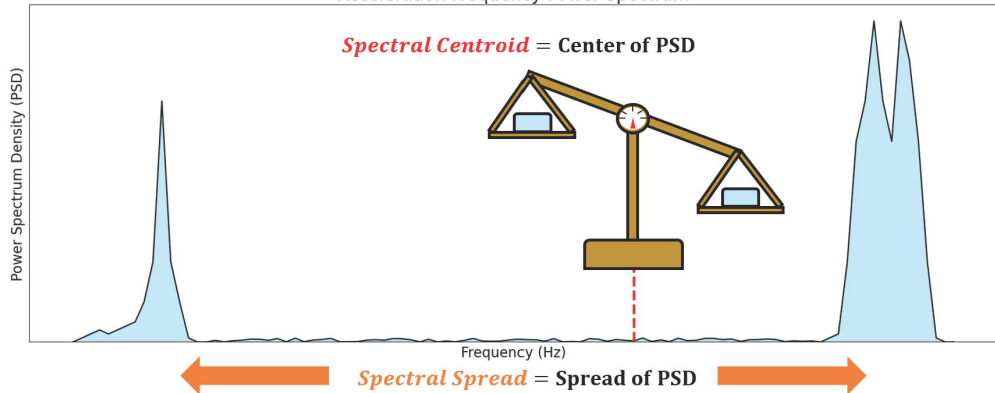 Spectral Centroid = Center of PSD
Power Spectrum Density (PSD)
Frequency (Hz)
Spectral Spread = Spread of PSD